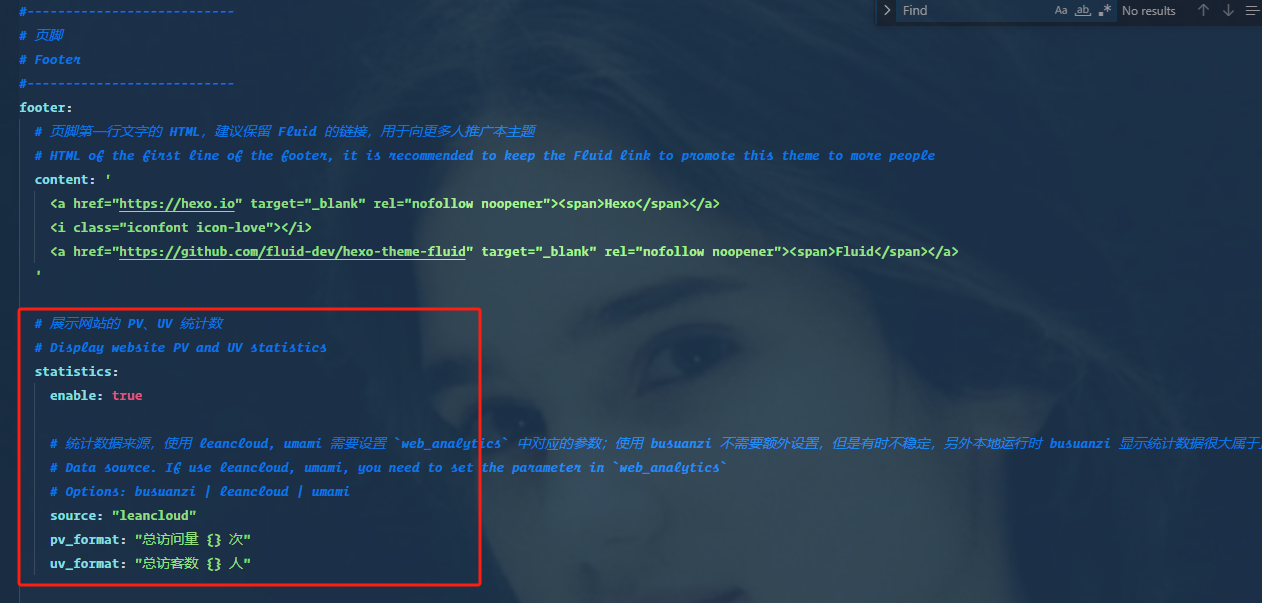 Find Aa ab .* No results
#---------------------------
# 页脚
# Footer
#---------------------------
footer:
# 页脚第一行文字的 HTML，建议保留 Fluid 的链接，用于向更多人推广本主题
# HTML of the first line of the footer, it is recommended to keep the Fluid link to promote this theme to more people
content: '
<a href="https://hexo.io" target="_blank" rel="nofollow noopener"><span>Hexo</span></a>
<i class="iconfont icon-love"></i>
<a href="https://github.com/fluid-dev/hexo-theme-fluid" target="_blank" rel="nofollow noopener"><span>Fluid</span></a>
'
# 展示网站的 PV、UV 统计数
# Display website PV and UV statistics
statistics:
enable: true
# 统计数据来源，使用 leancloud, umami 需要设置 `web_analytics` 中对应的参数；使用 busuanzi 不需要额外设置，但是有时不稳定，另外本地运行时 busuanzi 显示统计数据很大属于
# Data source. If use leancloud, umami, you need to set the parameter in `web_analytics`
# Options: busuanzi | leancloud | umami
source: "leancloud"
pv_format: "总访问量 {} 次"
uv_format: "总访客数 {} 人"